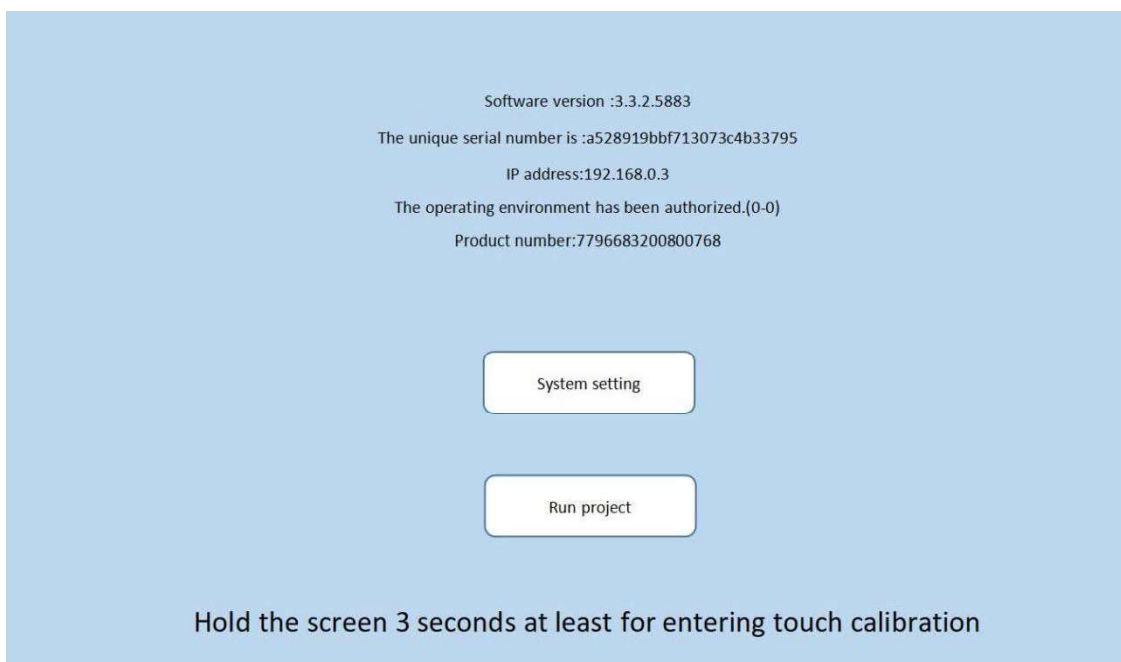 Software version :3.3.2.5883
The unique serial number is :a528919bbf713073c4b33795
IP address:192.168.0.3
The operating environment has been authorized.(0-0)
Product number:7796683200800768
System setting
Run project
Hold the screen 3 seconds at least for entering touch calibration